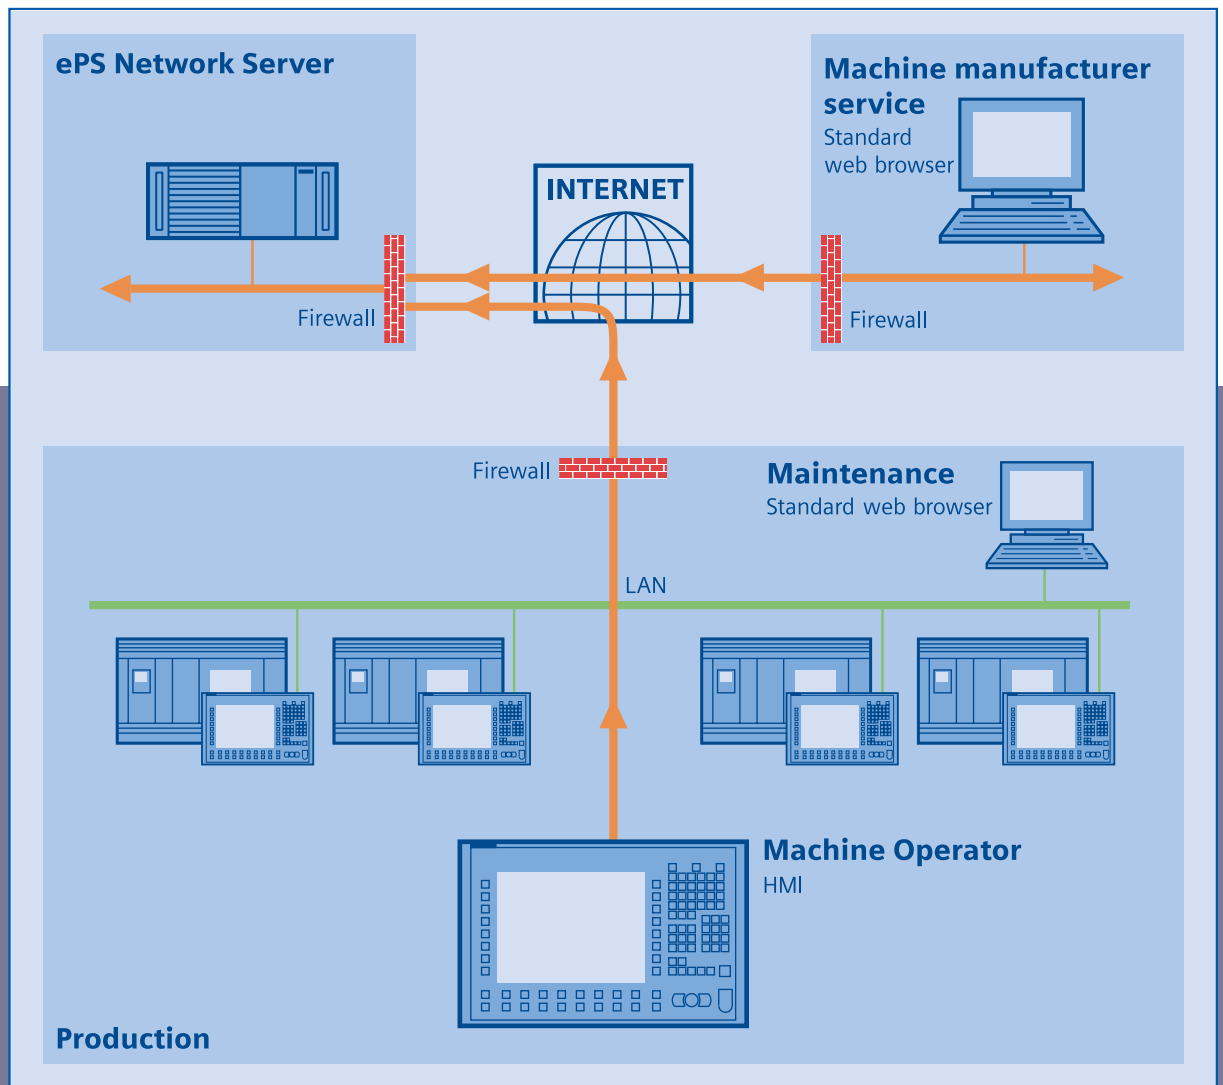 ePS Network Server
Machine manufacturer
service
Standard
web browser
INTERNET
Firewall
Firewall
Firewall
Maintenance
Standard web browser
LAN
Machine Operator
HMI
Production